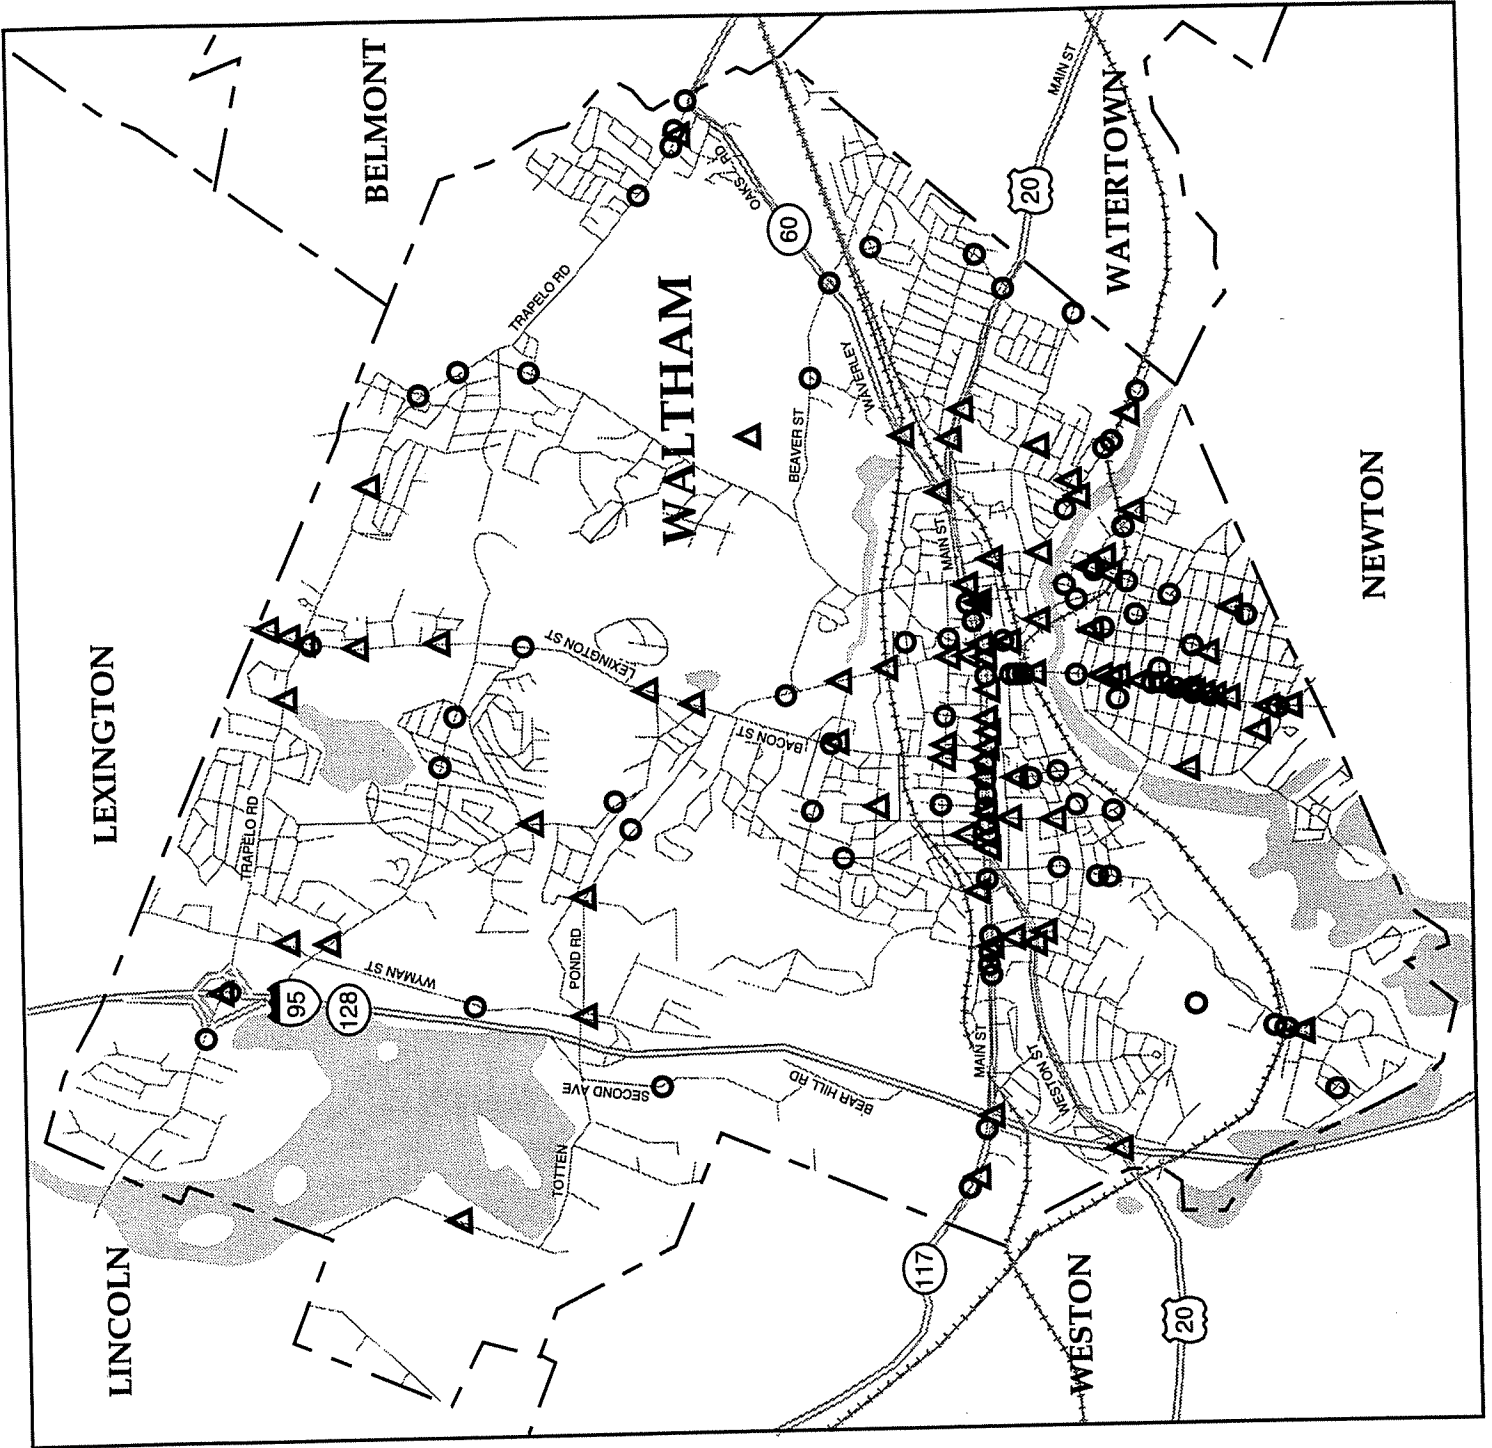 BELMONT
TRAPELO RD
OAKS RD
60
MAIN ST
20
WATERTOWN
WALTHAM
BEAVER ST
WAVERLEY
MAIN ST
NEWTON
LEXINGTON
LEXINGTON ST
BACON ST
TRAPELO RD
WYMAN ST
POND RD
95
128
SECOND AVE
BEAR HILL RD
MAIN ST
WESTON ST
TOTTEN
LINCOLN
117
WESTON
20